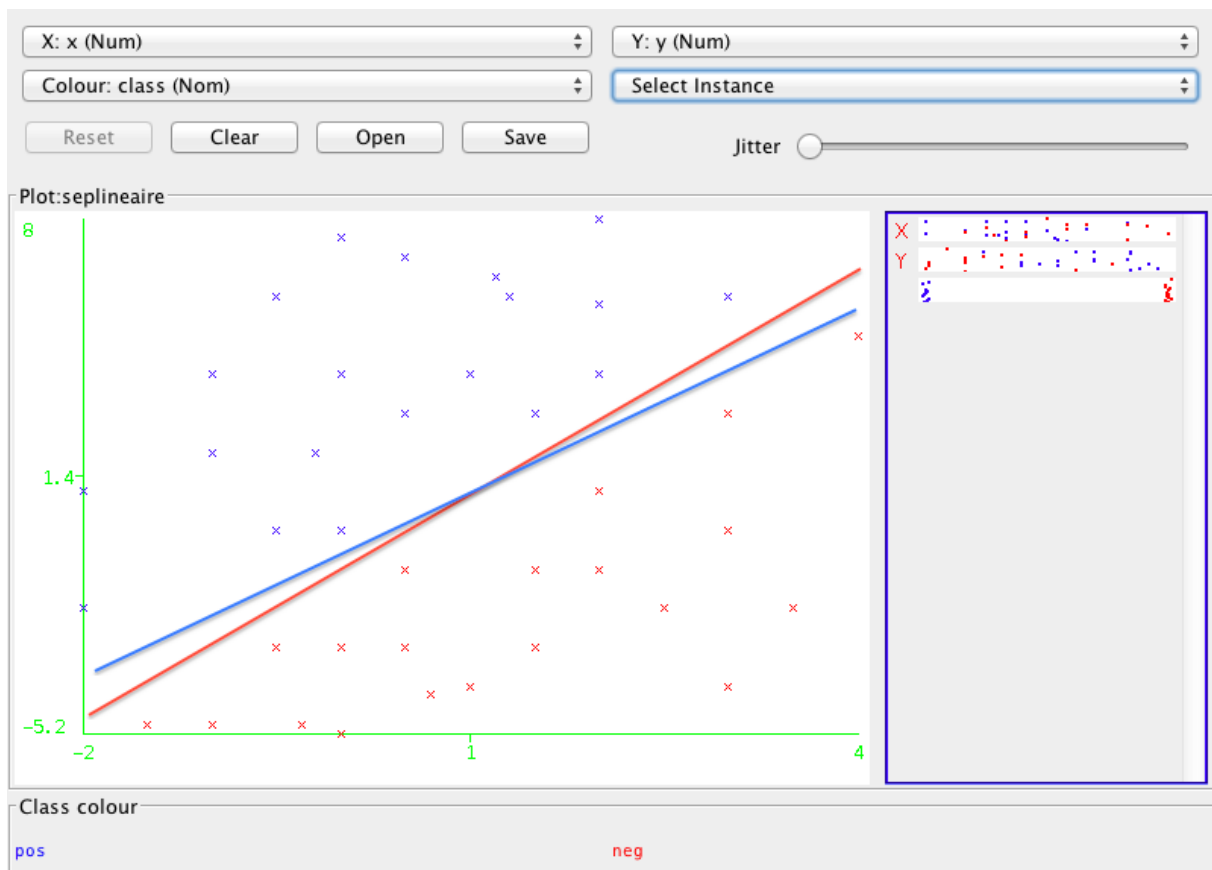 X: x (Num)
Y: y (Num)
Colour: class (Nom)
Select Instance
Reset
Clear
Open
Save
Jitter
Plot:seplineaire
8
1.4
-5.2
-2
1
4
X
Y
Class colour
pos
neg